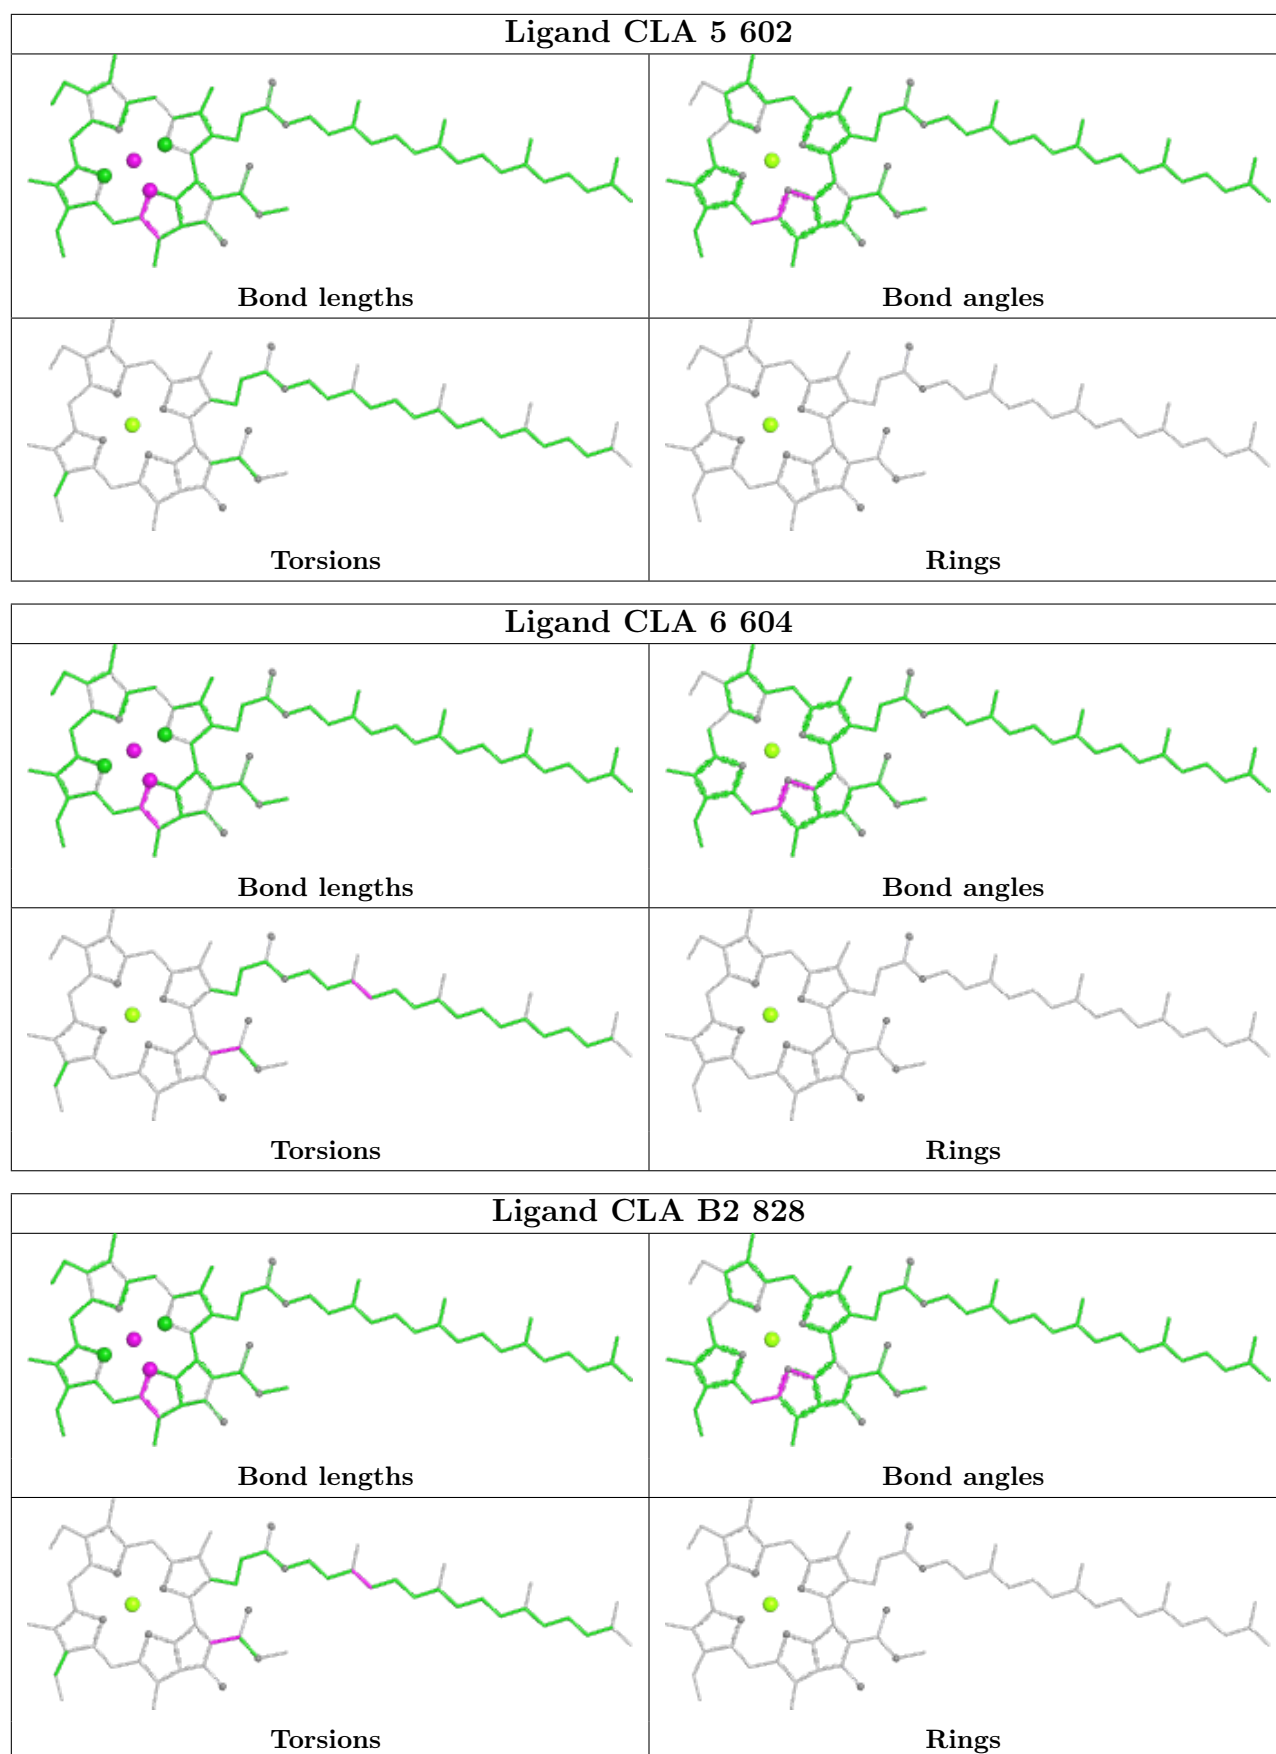 Ligand CLA 5 602
Bond lengths
Bond angles
Torsions
Rings
Ligand CLA 6 604
Bond lengths
Bond angles
Torsions
Rings
Ligand CLA B2 828
Bond lengths
Bond angles
Torsions
Rings